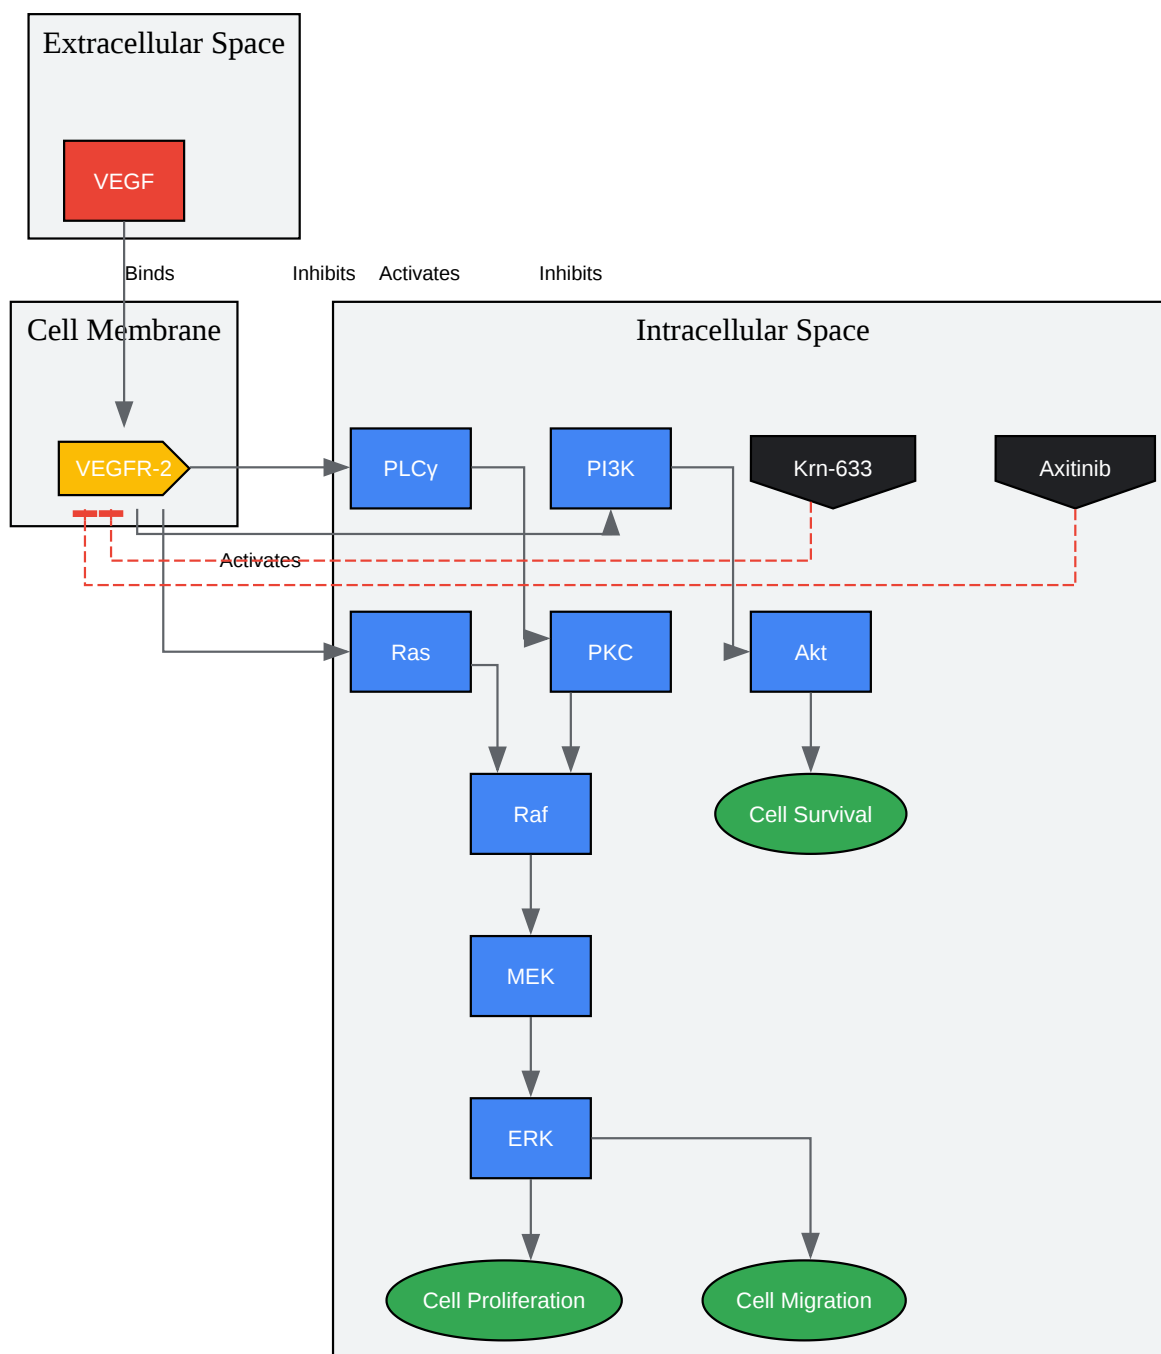 Extracellular Space
VEGF
Binds
Inhibits
Activates
Inhibits
Cell Membrane
Intracellular Space
VEGFR-2
PLCγ
PI3K
Krn-633
Axitinib
Activates
Ras
PKC
Akt
Raf
Cell Survival
MEK
ERK
Cell Proliferation
Cell Migration